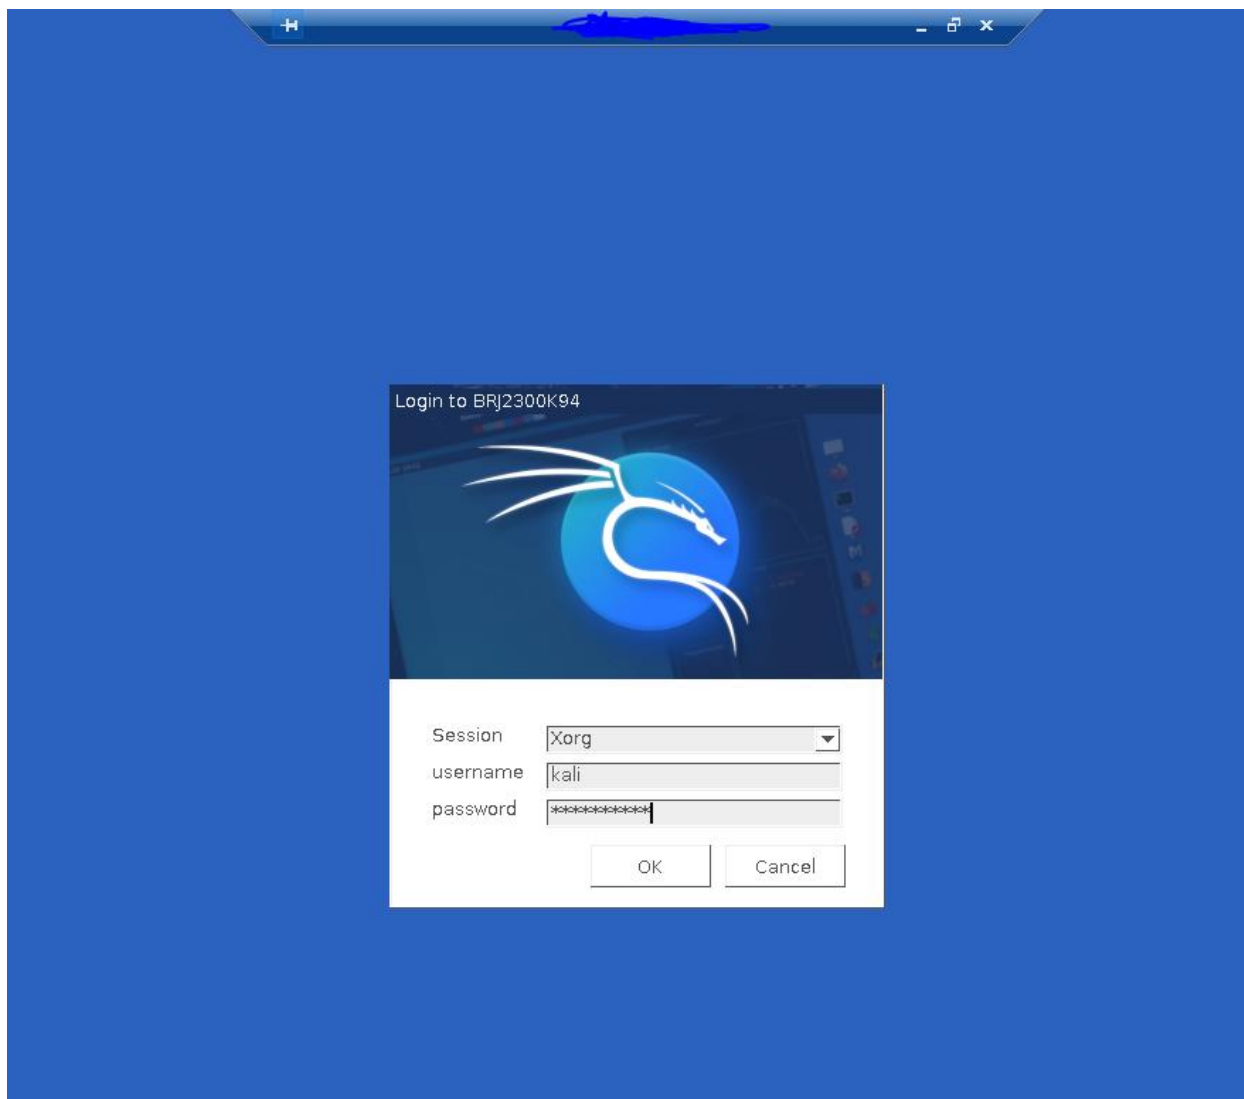 Login to BRJ2300K94
Session Xorg
username kali
password **********
OK Cancel